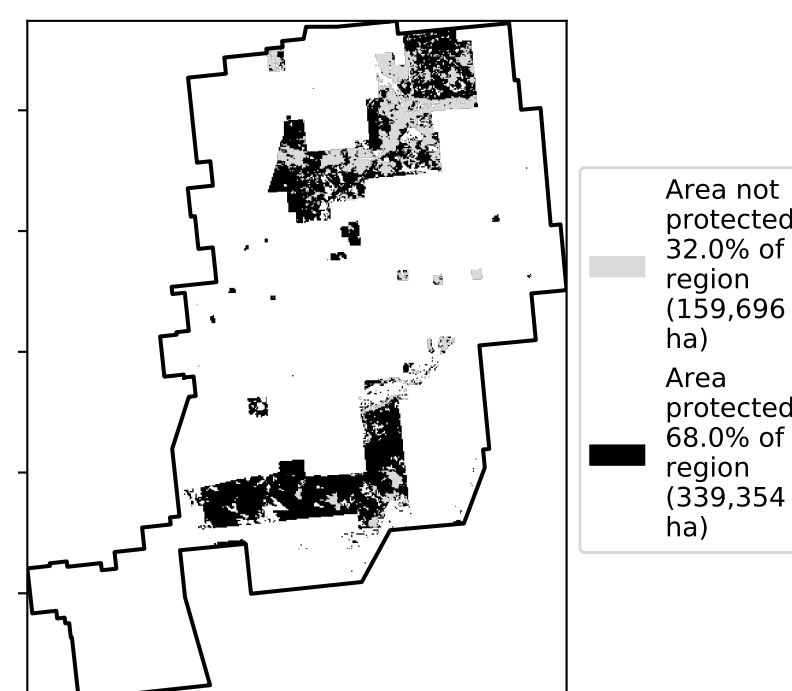 Area not
protected
32.0% of
region
(159,696
ha)
Area
protected
68.0% of
region
(339,354
ha)